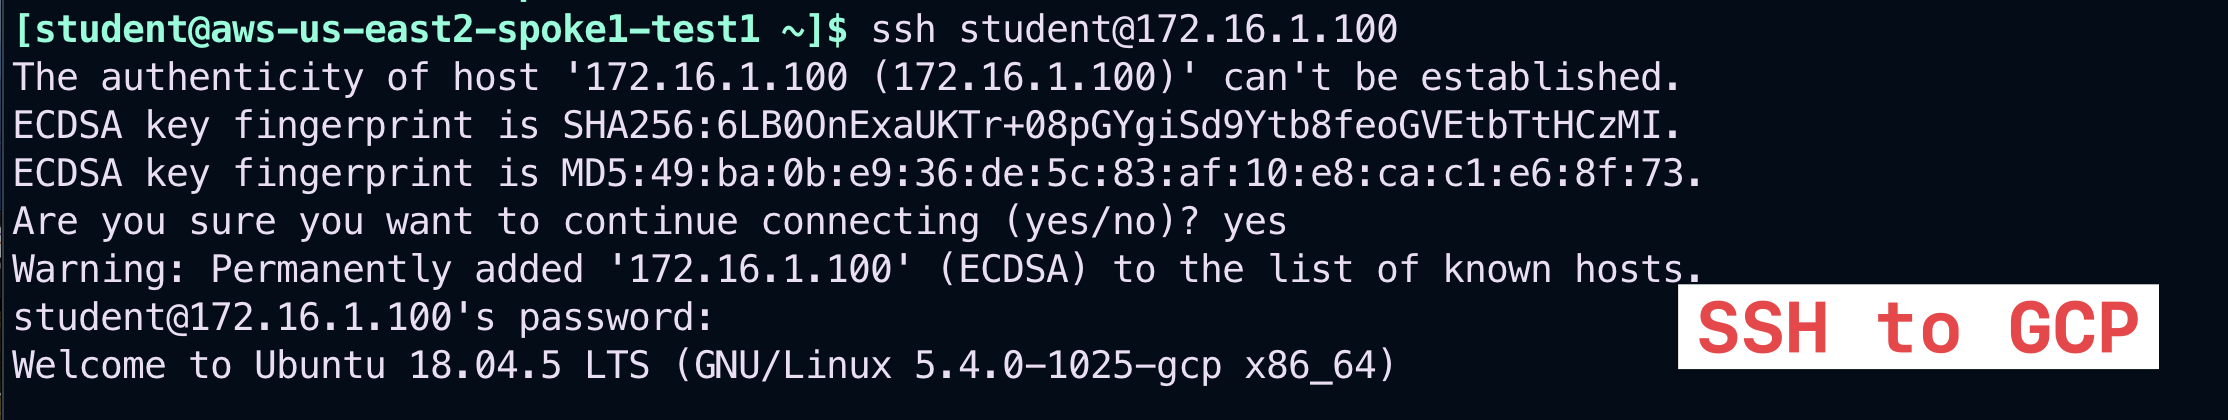 [student@aws-us-east2-spoke1-test1 ~]$ ssh student@172.16.1.100
The authenticity of host '172.16.1.100 (172.16.1.100)' can't be established.
ECDSA key fingerprint is SHA256:6LB0OnExaUKTr+08pGYgiSd9Ytb8feoGVEtbTtHCzMI.
ECDSA key fingerprint is MD5:49:ba:0b:e9:36:de:5c:83:af:10:e8:ca:c1:e6:8f:73.
Are you sure you want to continue connecting (yes/no)? yes
Warning: Permanently added '172.16.1.100' (ECDSA) to the list of known hosts.
student@172.16.1.100's password:
Welcome to Ubuntu 18.04.5 LTS (GNU/Linux 5.4.0-1025-gcp x86_64)
SSH to GCP